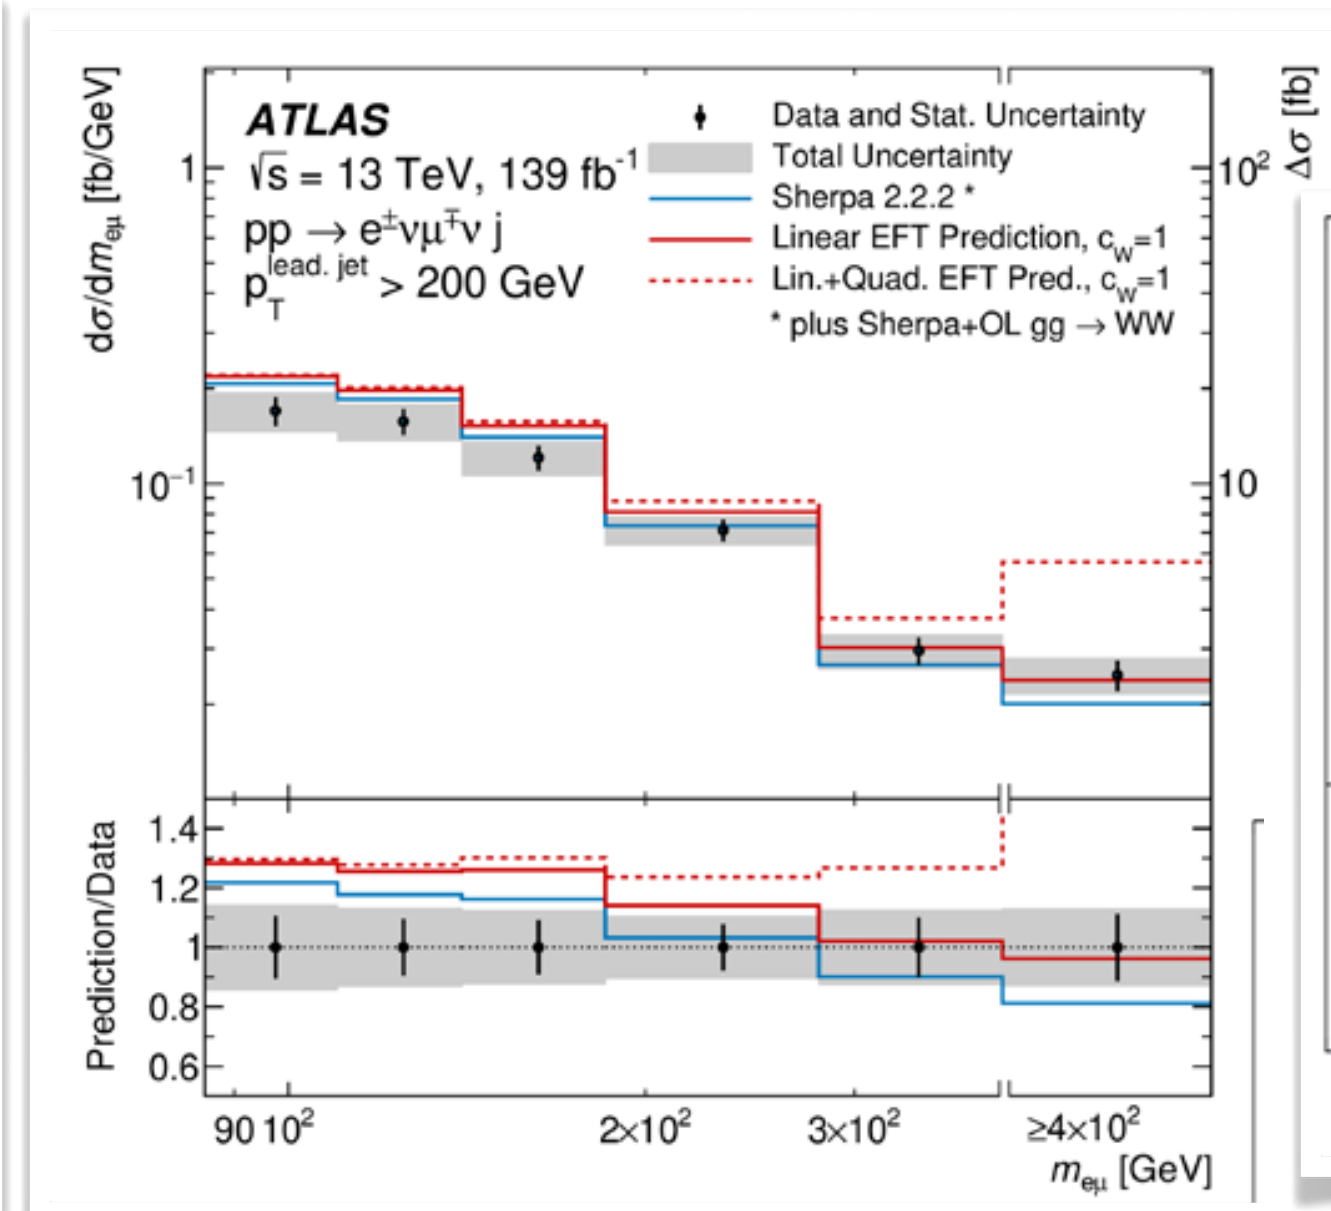 dσ/dm_eμ [fb/GeV]
Δσ [fb]
ATLAS
√s = 13 TeV, 139 fb⁻¹
pp → e±νμ∓ν j
p_T^lead. jet > 200 GeV
Data and Stat. Uncertainty
Total Uncertainty
Sherpa 2.2.2 *
Linear EFT Prediction, c_W=1
Lin.+Quad. EFT Pred., c_W=1
* plus Sherpa+OL gg → WW
1
10⁻¹
10²
10
Prediction/Data
1.4
1.2
1
0.8
0.6
90 10² 2×10² 3×10² ≥4×10²
m_eμ [GeV]